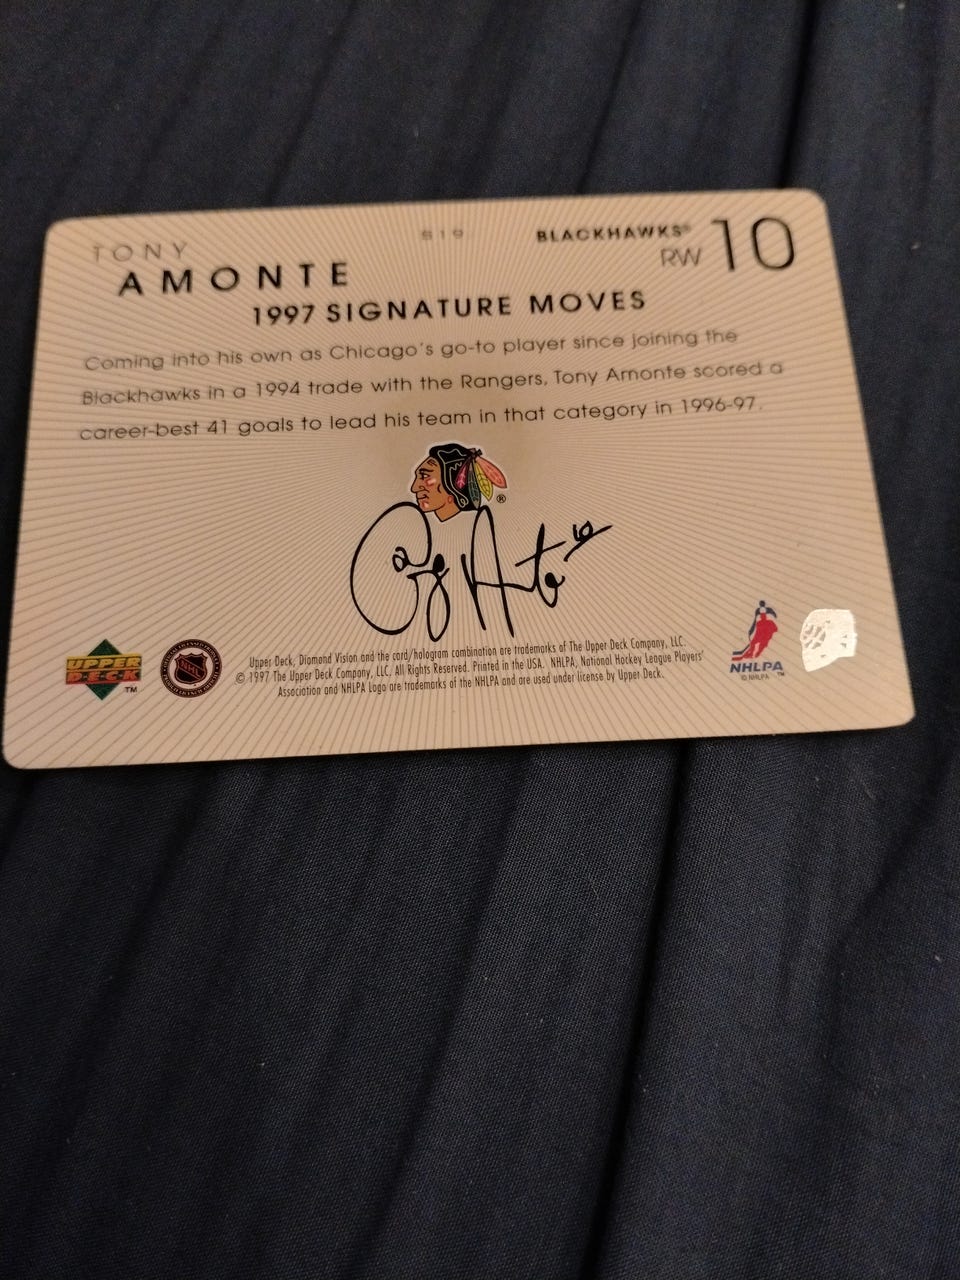 TONY
AMONTE
S19
BLACKHAWKS®
RW 10
1997 SIGNATURE MOVES
Coming into his own as Chicago's go-to player since joining the
Blackhawks in a 1994 trade with the Rangers, Tony Amonte scored a
career-best 41 goals to lead his team in that category in 1996-97.
®
UPPER
DECK
TM
NHL
Upper Deck, Diamond Vision and the card/hologram combination are trademarks of The Upper Deck Company, LLC.
© 1997 The Upper Deck Company, LLC. All Rights Reserved. Printed in the USA. NHLPA, National Hockey League Players'
Association and NHLPA Logo are trademarks of the NHLPA and are used under license by Upper Deck.
NHLPA
TM
© NHLPA